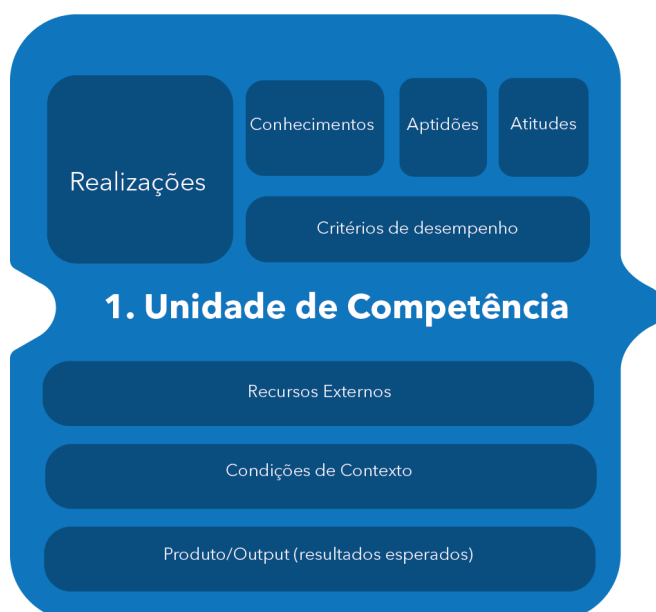 Realizações
Conhecimentos
Aptidões
Atitudes
Critérios de desempenho
1. Unidade de Competência
Recursos Externos
Condições de Contexto
Produto/Output (resultados esperados)